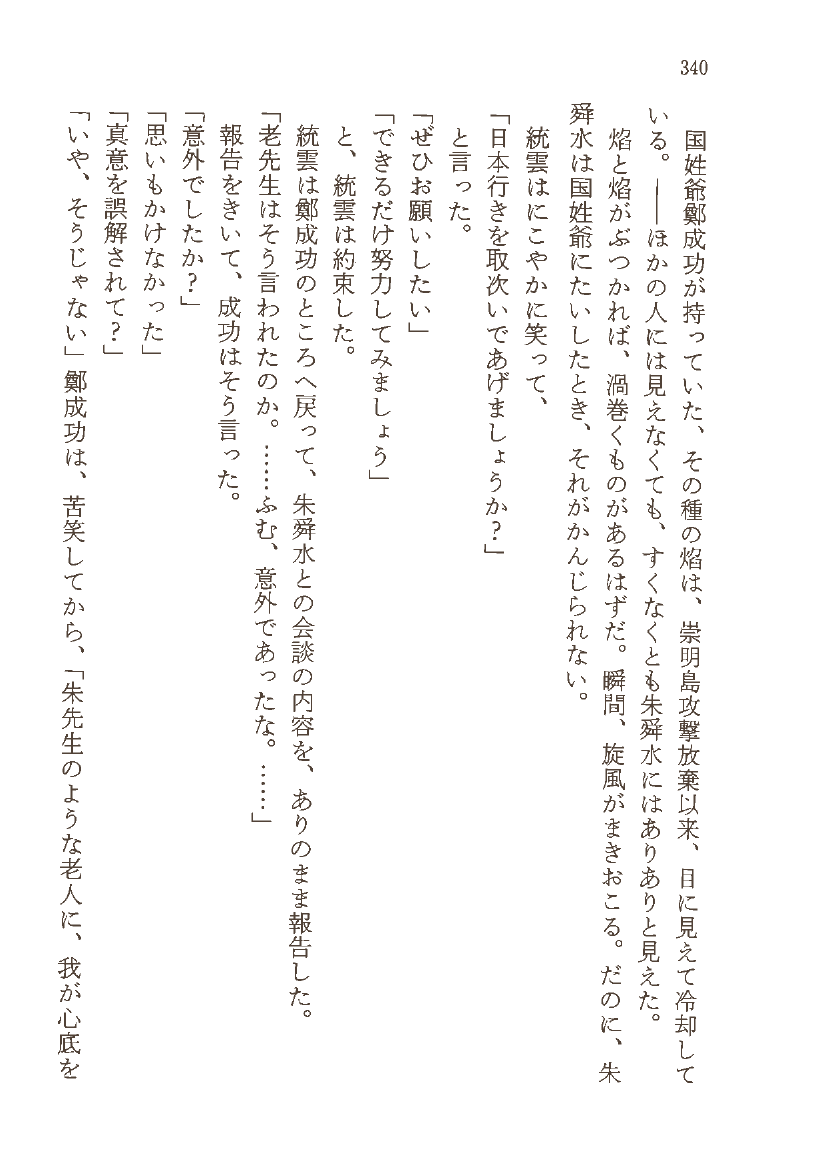 340
国姓爺鄭成功が持っていた、その種の焰は、崇明島攻撃放棄以来、目に見えて冷却して
いる。――ほかの人には見えなくても、すくなくとも朱舜水にはありありと見えた。
焰と焰がぶつかれば、渦巻くものがあるはずだ。瞬間、旋風がまきおこる。だのに、朱
舜水は国姓爺にたいしたとき、それがかんじられない。
統雲はにこやかに笑って、
「日本行きを取次いであげましょうか?」
と言った。
「ぜひお願いしたい」
「できるだけ努力してみましょう」
と、統雲は約束した。
統雲は鄭成功のところへ戻って、朱舜水との会談の内容を、ありのまま報告した。
「老先生はそう言われたのか。……ふむ、意外であったな。……」
報告をきいて、成功はそう言った。
「意外でしたか?」
「思いもかけなかった」
「真意を誤解されて?」
「いや、そうじゃない」鄭成功は、苦笑してから、「朱先生のような老人に、我が心底を